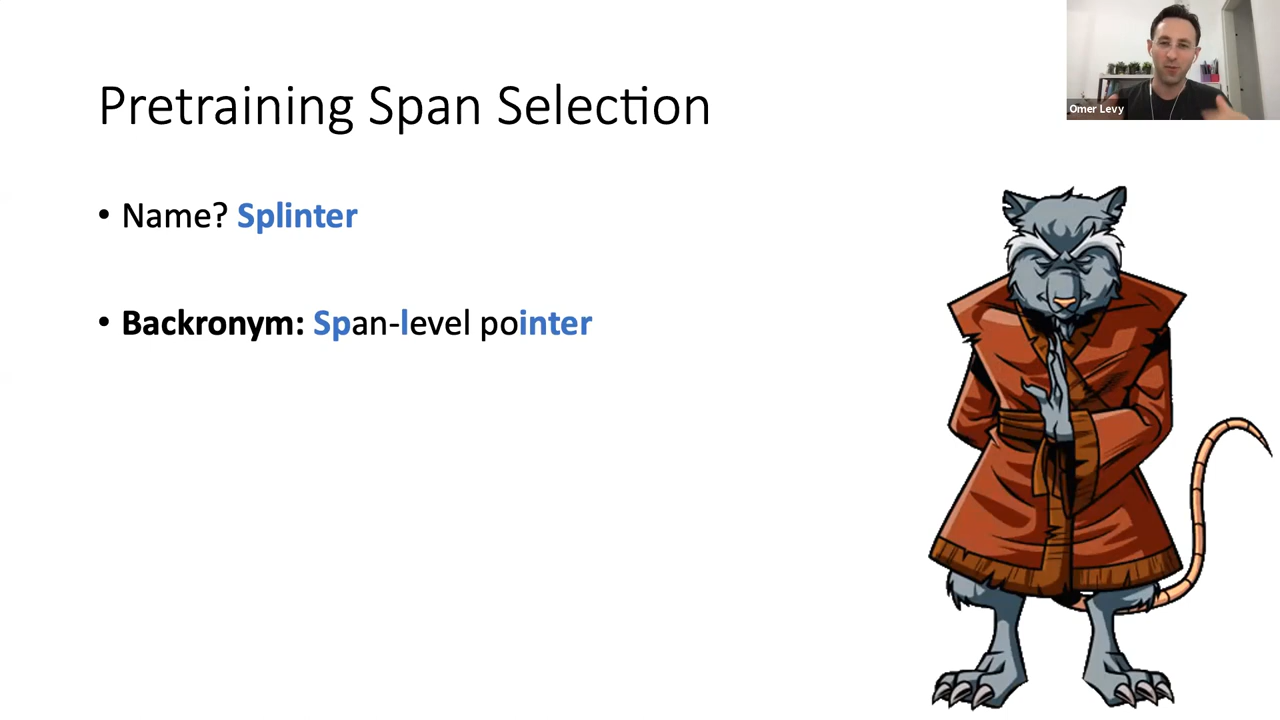 Pretraining Span Selection
Omer Levy
• Name? Splinter
• Backronym: Span-level pointer